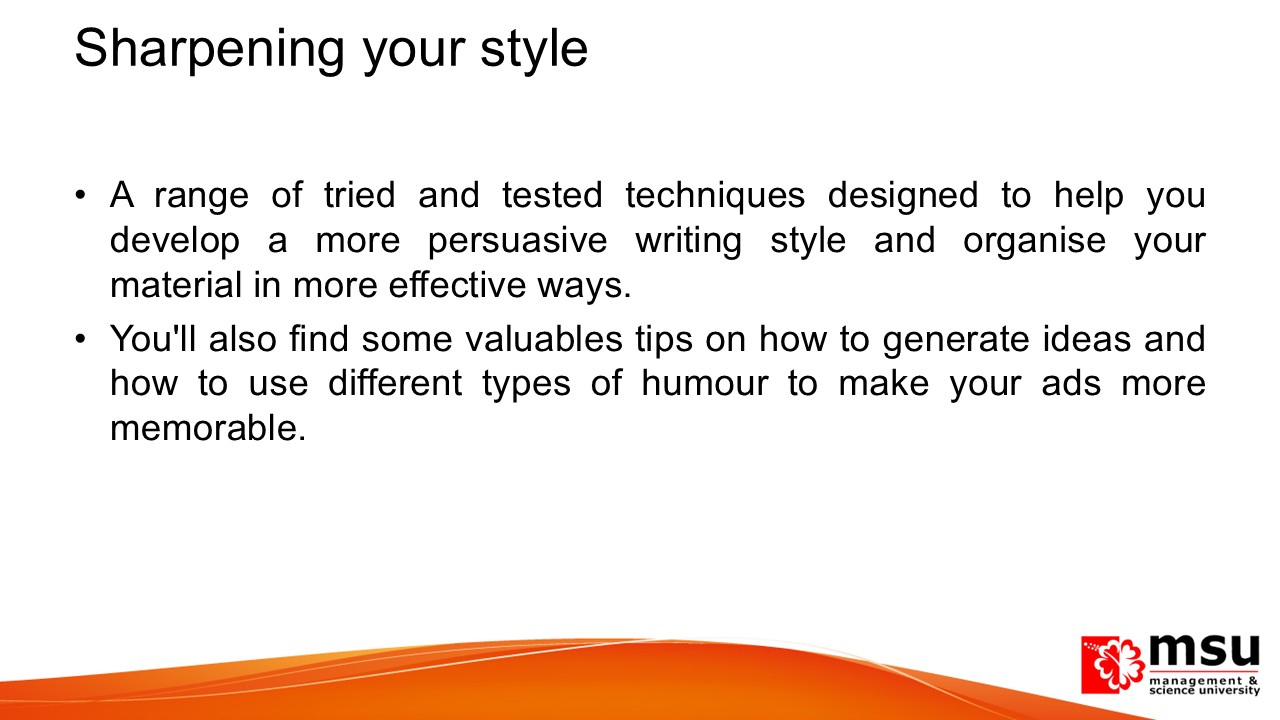 Sharpening your style
• A range of tried and tested techniques designed to help you
develop a more persuasive writing style and organise your
material in more effective ways.
• You'll also find some valuables tips on how to generate ideas and
how to use different types of humour to make your ads more
memorable.
msu
management &
science university